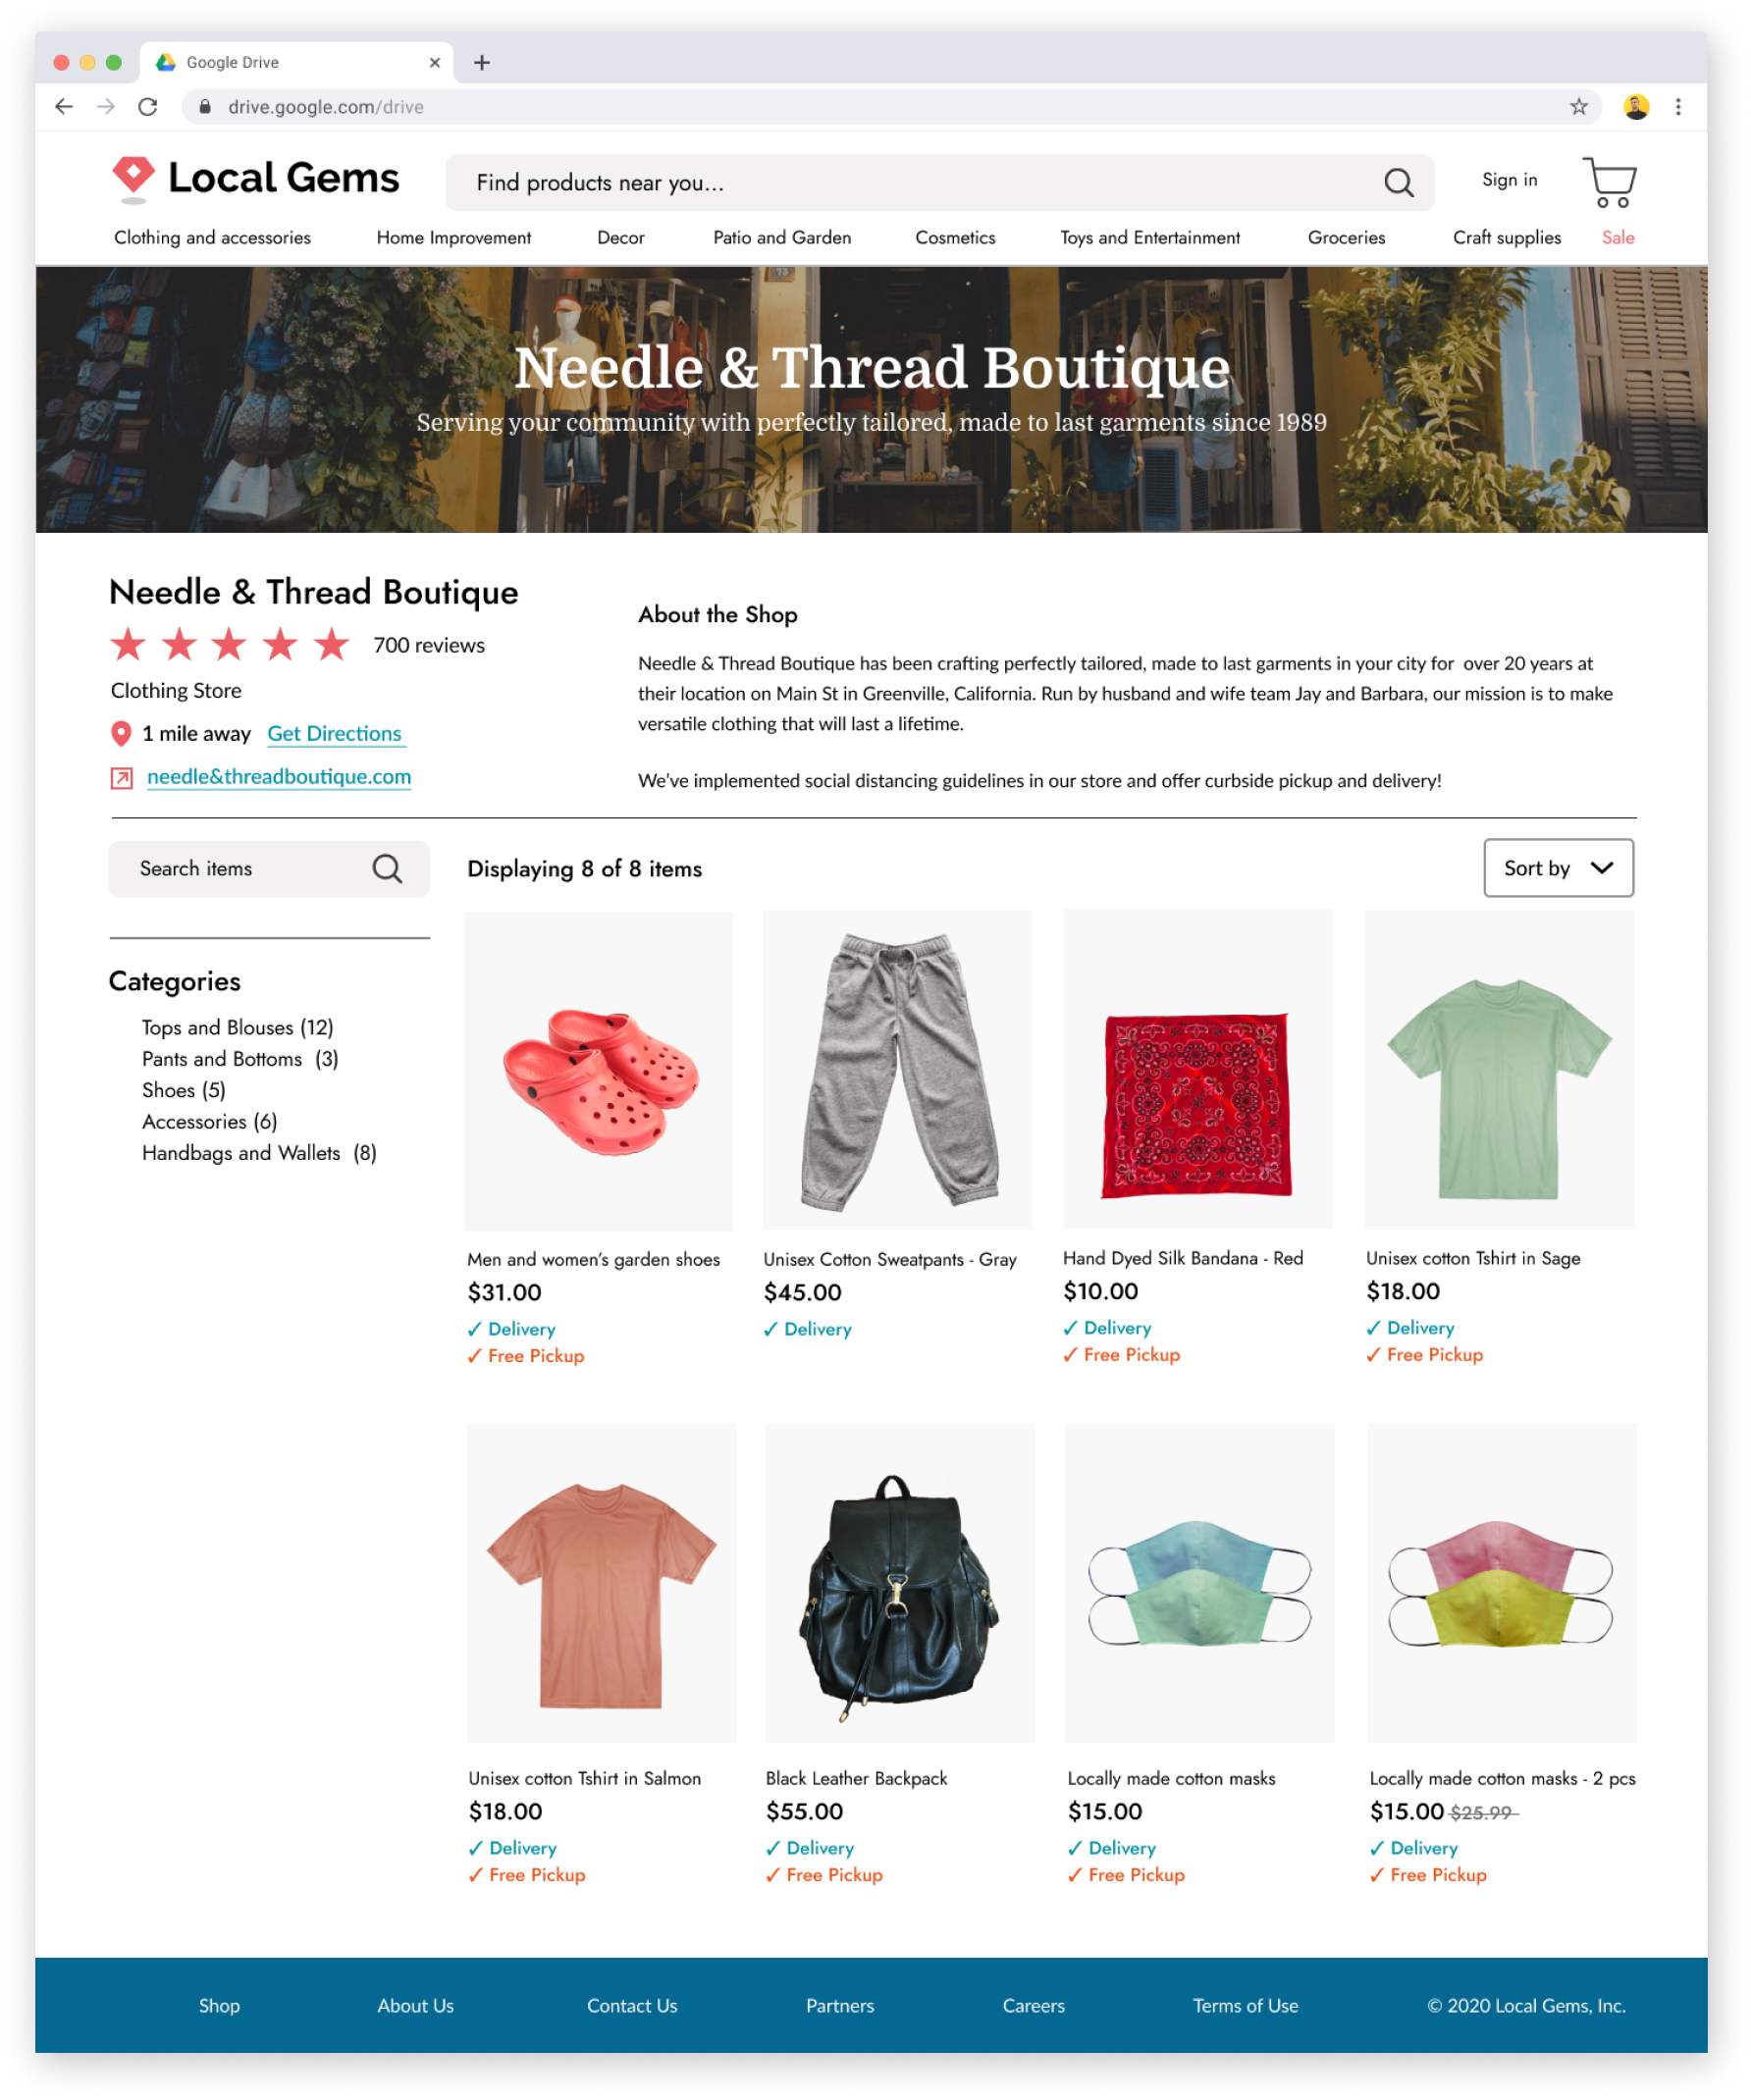 Google Drive
drive.google.com/drive
Local Gems
Find products near you...
Sign in
Clothing and accessories
Home Improvement
Decor
Patio and Garden
Cosmetics
Toys and Entertainment
Groceries
Craft supplies
Sale
73
Needle & Thread Boutique
Serving your community with perfectly tailored, made to last garments since 1989
Needle & Thread Boutique
700 reviews
Clothing Store
1 mile away Get Directions
needle&threadboutique.com
About the Shop
Needle & Thread Boutique has been crafting perfectly tailored, made to last garments in your city for over 20 years at
their location on Main St in Greenville, California. Run by husband and wife team Jay and Barbara, our mission is to make
versatile clothing that will last a lifetime.
We've implemented social distancing guidelines in our store and offer curbside pickup and delivery!
Search items
Categories
Tops and Blouses (12)
Pants and Bottoms (3)
Shoes (5)
Accessories (6)
Handbags and Wallets (8)
Displaying 8 of 8 items
Sort by
Men and women's garden shoes
$31.00
✓ Delivery
✓ Free Pickup
Unisex Cotton Sweatpants - Gray
$45.00
✓ Delivery
Hand Dyed Silk Bandana - Red
$10.00
✓ Delivery
✓ Free Pickup
Unisex cotton Tshirt in Sage
$18.00
✓ Delivery
✓ Free Pickup
Unisex cotton Tshirt in Salmon
$18.00
✓ Delivery
✓ Free Pickup
Black Leather Backpack
$55.00
✓ Delivery
✓ Free Pickup
Locally made cotton masks
$15.00
✓ Delivery
✓ Free Pickup
Locally made cotton masks - 2 pcs
$15.00 $25.99
✓ Delivery
✓ Free Pickup
Shop
About Us
Contact Us
Partners
Careers
Terms of Use
© 2020 Local Gems, Inc.